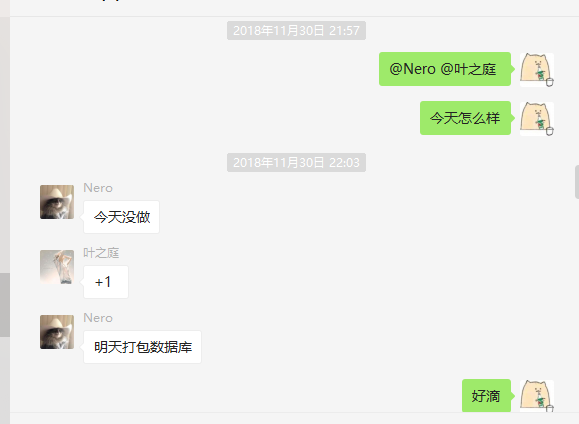 2018年11月30日 21:57
@Nero @叶之庭
今天怎么样
2018年11月30日 22:03
Nero
今天没做
叶之庭
+1
Nero
明天打包数据库
好滴